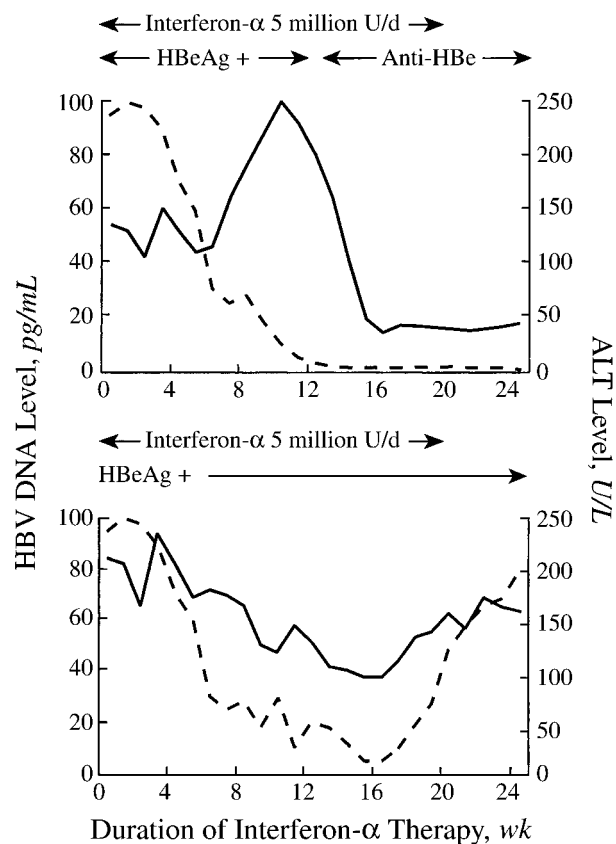 Interferon-α 5 million U/d
HBeAg +
Anti-HBe
100
80
60
40
20
0
250
200
150
100
50
0
0 4 8 12 16 20 24
HBV DNA Level, pg/mL
ALT Level, U/L
Interferon-α 5 million U/d
HBeAg +
100
80
60
40
20
0
250
200
150
100
50
0
0 4 8 12 16 20 24
Duration of Interferon-α Therapy, wk